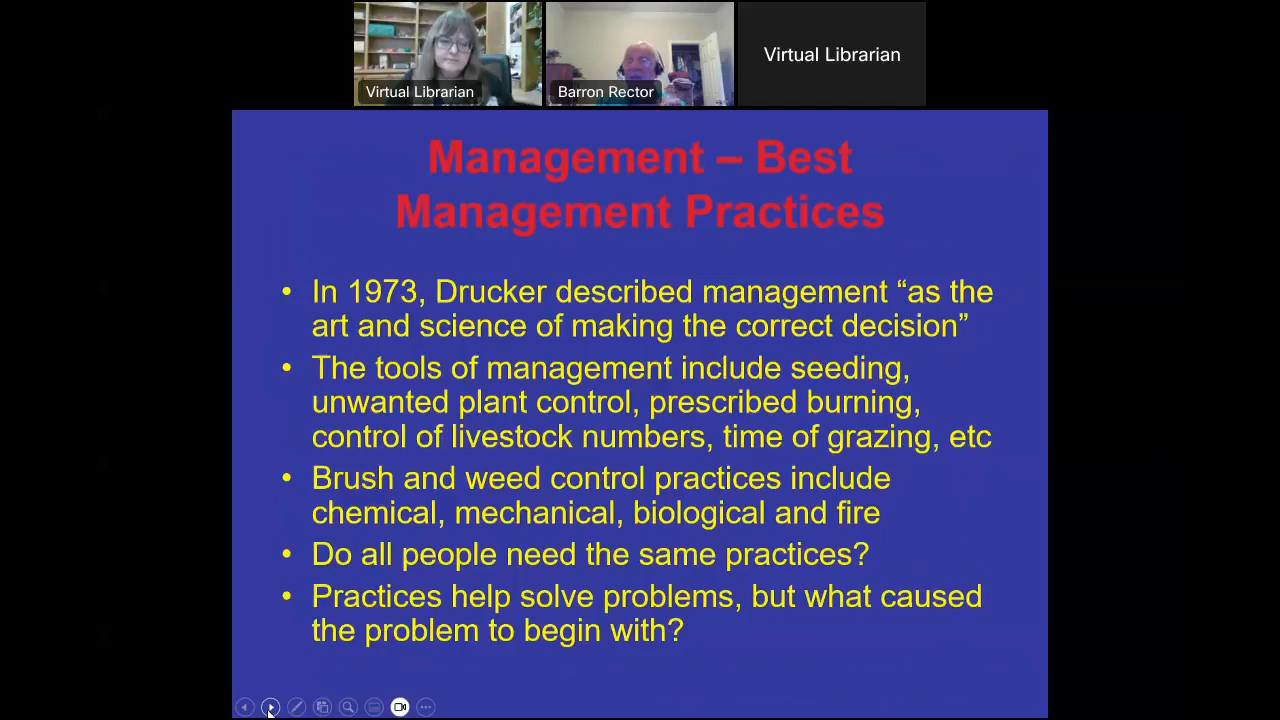 Virtual Librarian
Barron Rector
Virtual Librarian
Management – Best
Management Practices
• In 1973, Drucker described management “as the
art and science of making the correct decision”
• The tools of management include seeding,
unwanted plant control, prescribed burning,
control of livestock numbers, time of grazing, etc
• Brush and weed control practices include
chemical, mechanical, biological and fire
• Do all people need the same practices?
• Practices help solve problems, but what caused
the problem to begin with?